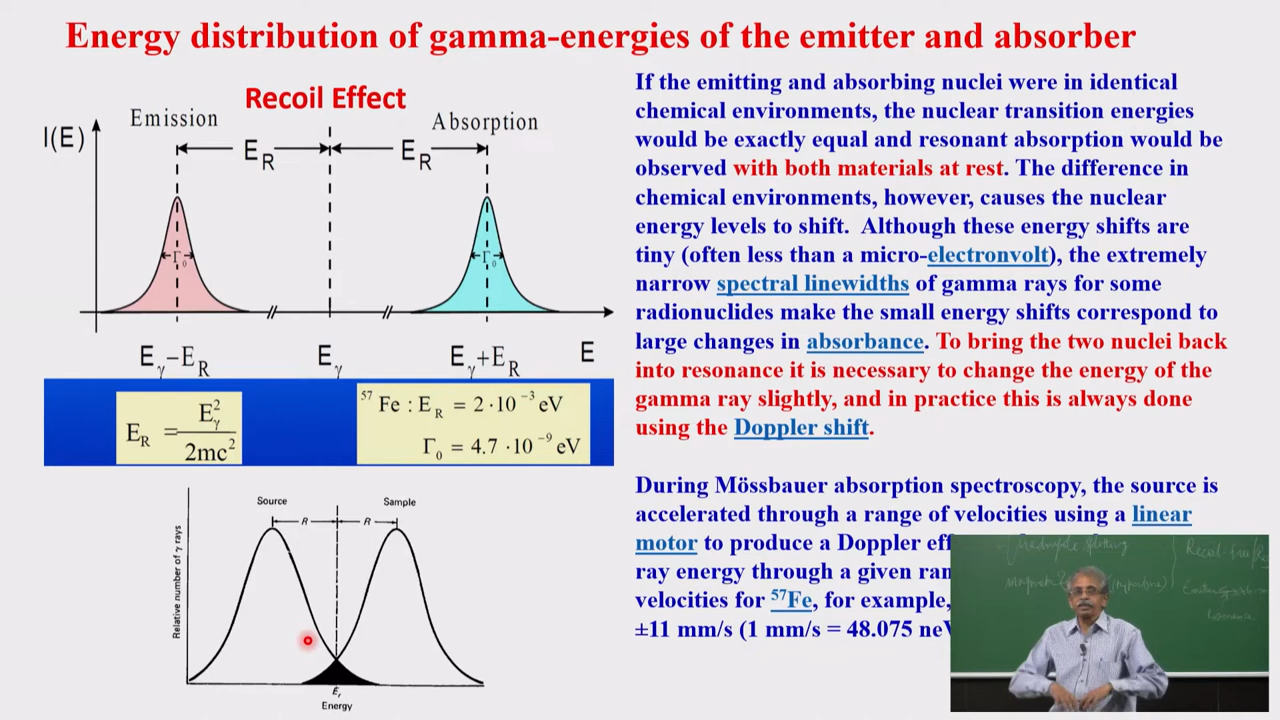 Energy distribution of gamma-energies of the emitter and absorber
Recoil Effect
Emission
Absorption
I(E)
E_R
E_R
Γ_0
Γ_0
E_γ−E_R
E_γ
E_γ+E_R
E
E_R = E_γ^2 / 2mc^2
^57 Fe : E_R = 2·10^−3 eV
Γ_0 = 4.7 ·10^−9 eV
Source
Sample
R
R
Relative number of γ rays
E_r
Energy
If the emitting and absorbing nuclei were in identical
chemical environments, the nuclear transition energies
would be exactly equal and resonant absorption would be
observed with both materials at rest. The difference in
chemical environments, however, causes the nuclear
energy levels to shift. Although these energy shifts are
tiny (often less than a micro-electronvolt), the extremely
narrow spectral linewidths of gamma rays for some
radionuclides make the small energy shifts correspond to
large changes in absorbance. To bring the two nuclei back
into resonance it is necessary to change the energy of the
gamma ray slightly, and in practice this is always done
using the Doppler shift.
During Mössbauer absorption spectroscopy, the source is
accelerated through a range of velocities using a linear
motor to produce a Doppler eff
ray energy through a given ran
velocities for ^57Fe, for example,
±11 mm/s (1 mm/s = 48.075 neV
Quadrupole splitting
Resonance